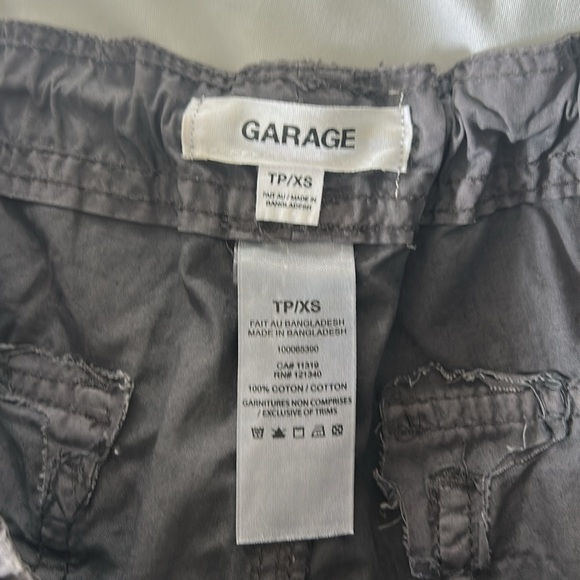 GARAGE
TP/XS
FAIT AU / MADE IN
BANGLADESH
TP/XS
FAIT AU BANGLADESH
MADE IN BANGLADESH
100065390
CA# 11319
RN# 121340
100% COTON / COTTON
GARNITURES NON COMPRISES
/ EXCLUSIVE OF TRIMS